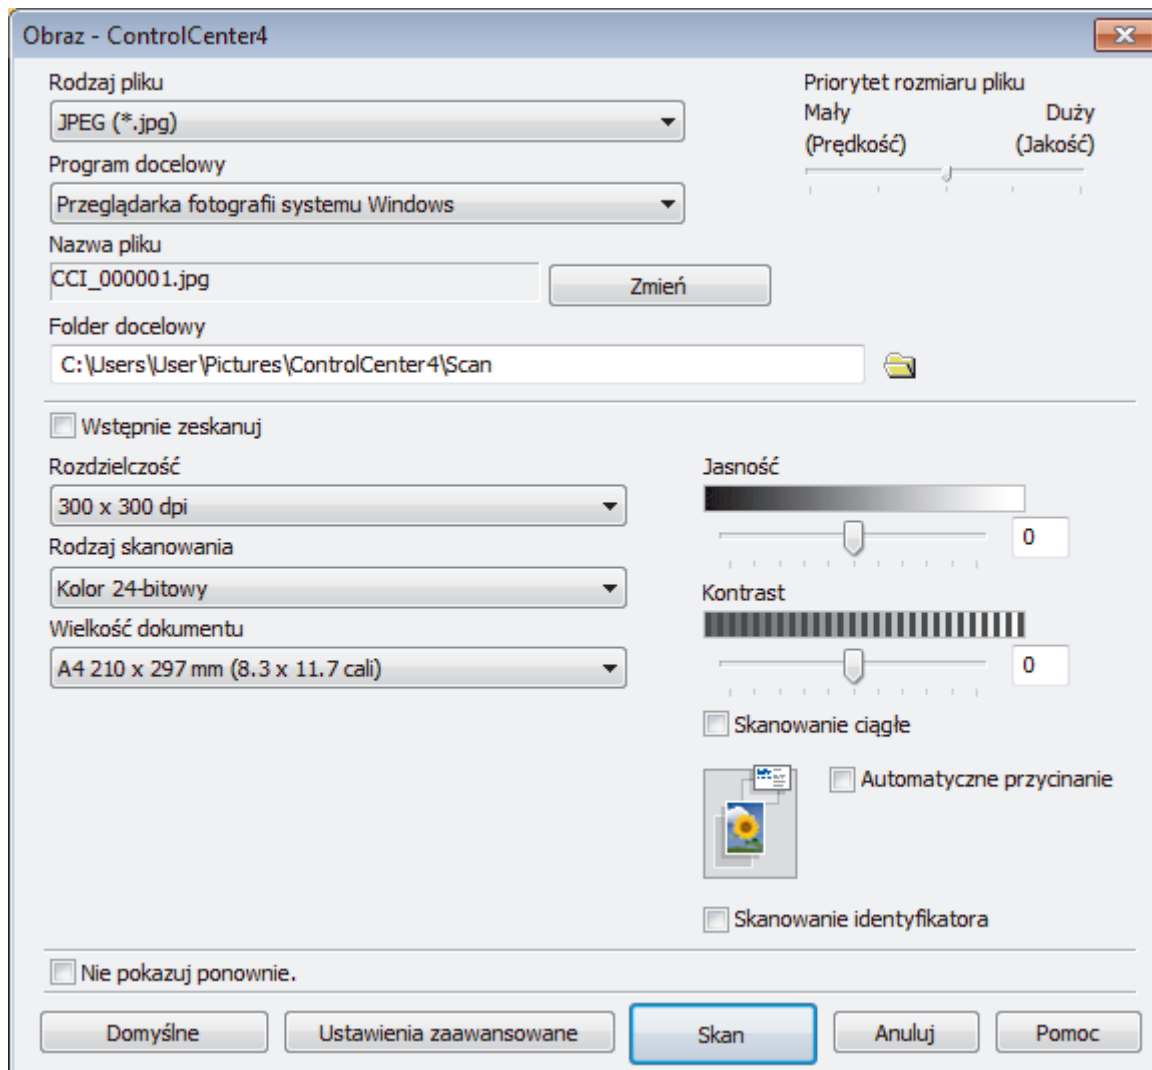 Obraz - ControlCenter4
Rodzaj pliku
JPEG (*.jpg)
Program docelowy
Przeglądarka fotografii systemu Windows
Nazwa pliku
CCI_000001.jpg
Zmień
Folder docelowy
C:\Users\User\Pictures\ControlCenter4\Scan
Priorytet rozmiaru pliku
Mały Duży
(Prędkość) (Jakość)
Wstępnie zeskanuj
Rozdzielczość
300 x 300 dpi
Rodzaj skanowania
Kolor 24-bitowy
Wielkość dokumentu
A4 210 x 297 mm (8.3 x 11.7 cali)
Jasność
0
Kontrast
0
Skanowanie ciągłe
Automatyczne przycinanie
Skanowanie identyfikatora
Nie pokazuj ponownie.
Domyślne
Ustawienia zaawansowane
Skan
Anuluj
Pomoc